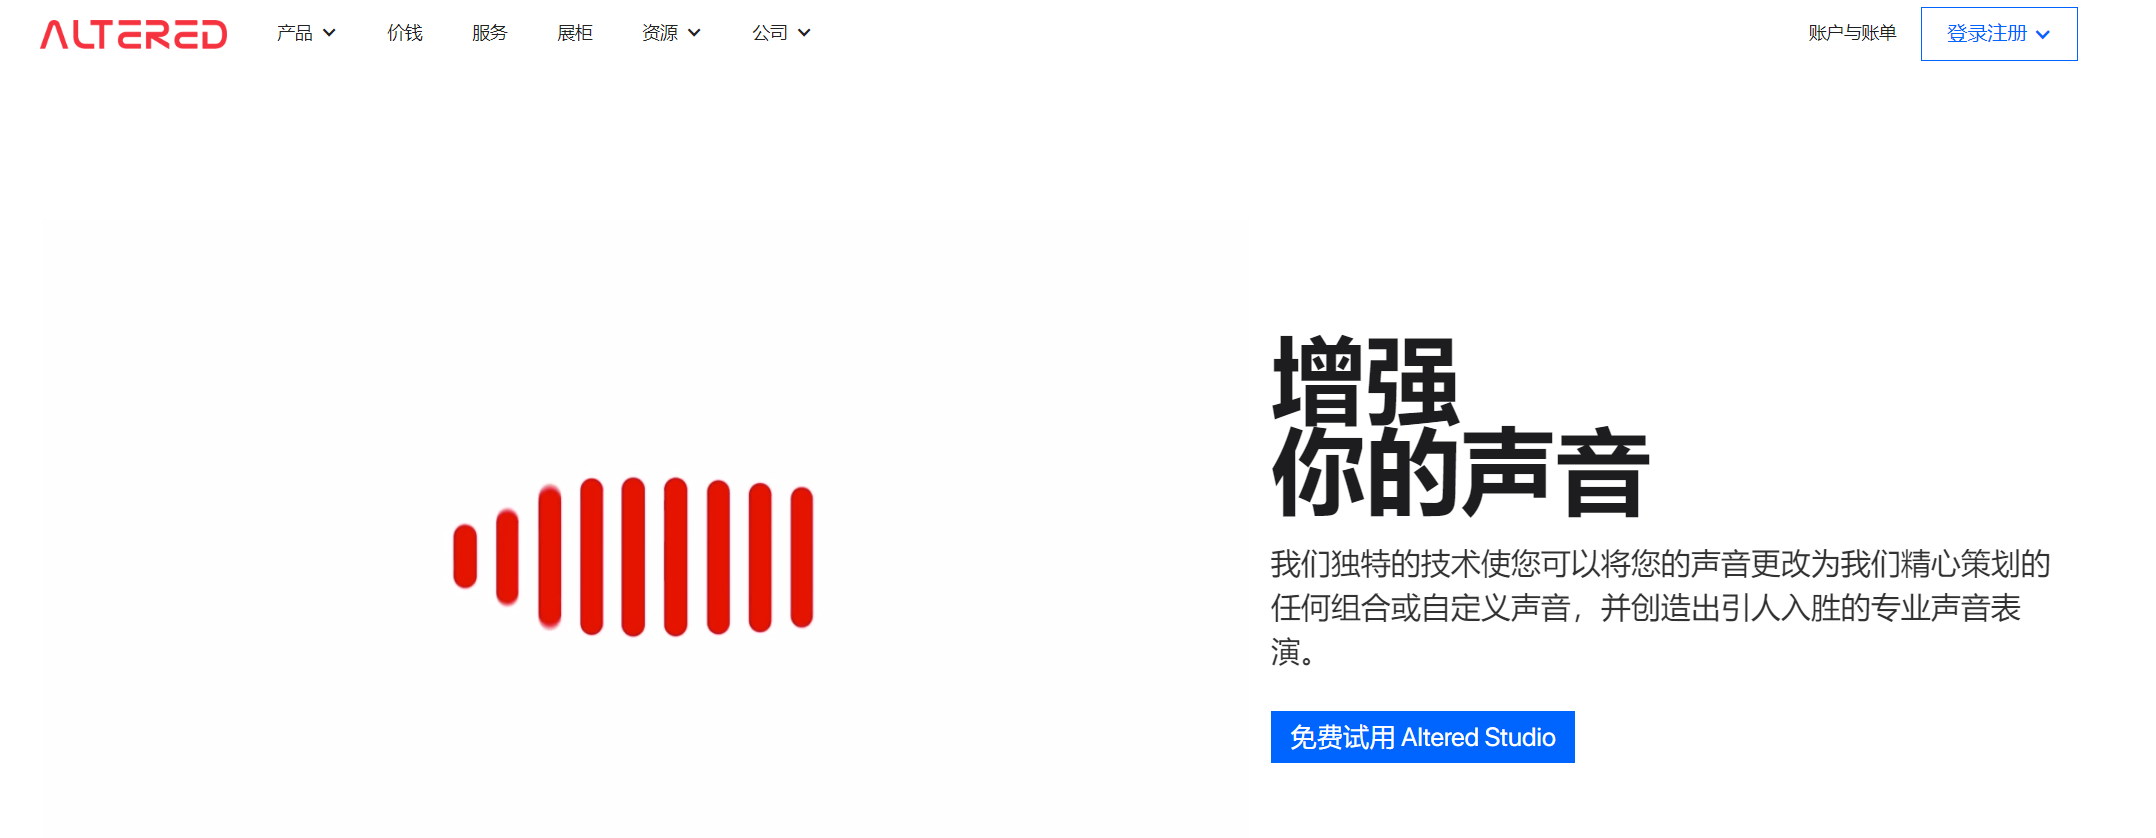 ALTERED
产品
价钱
服务
展柜
资源
公司
账户与账单
登录注册
增强
你的声音
我们独特的技术使您可以将您的声音更改为我们精心策划的
任何组合或自定义声音，并创造出引人入胜的专业声音表
演。
免费试用 Altered Studio